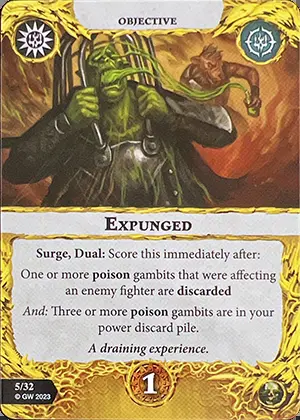 OBJECTIVE
EXPUNGED
Surge, Dual: Score this immediately after:
One or more poison gambits that were affecting
an enemy fighter are discarded
And: Three or more poison gambits are in your
power discard pile.
A draining experience.
5/32
© GW 2023
1